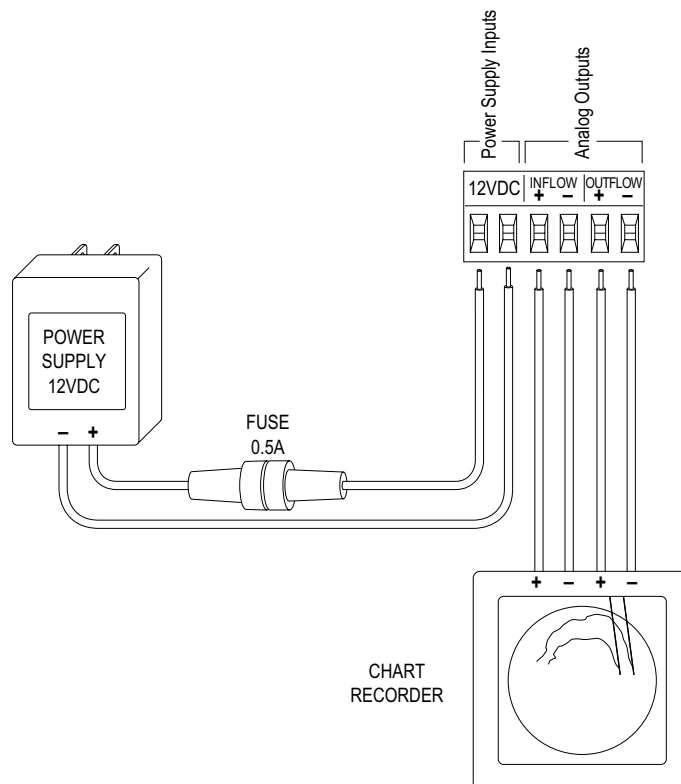 Power Supply Inputs
Analog Outputs
12VDC
INFLOW
OUTFLOW
+ − + −
POWER
SUPPLY
12VDC
− +
FUSE
0.5A
+ − + −
CHART
RECORDER